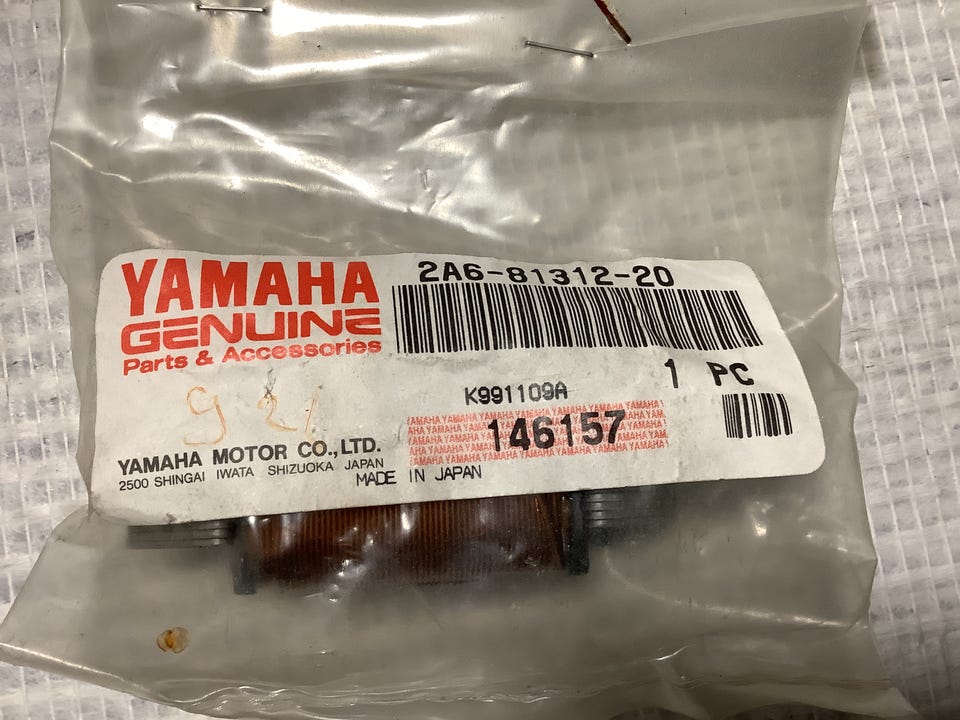 YAMAHA
GENUINE
Parts & Accessories
2A6-81312-20
1 PC
K991109A
146157
921
YAMAHA MOTOR CO.,LTD.
2500 SHINGAI IWATA SHIZUOKA JAPAN
MADE IN JAPAN